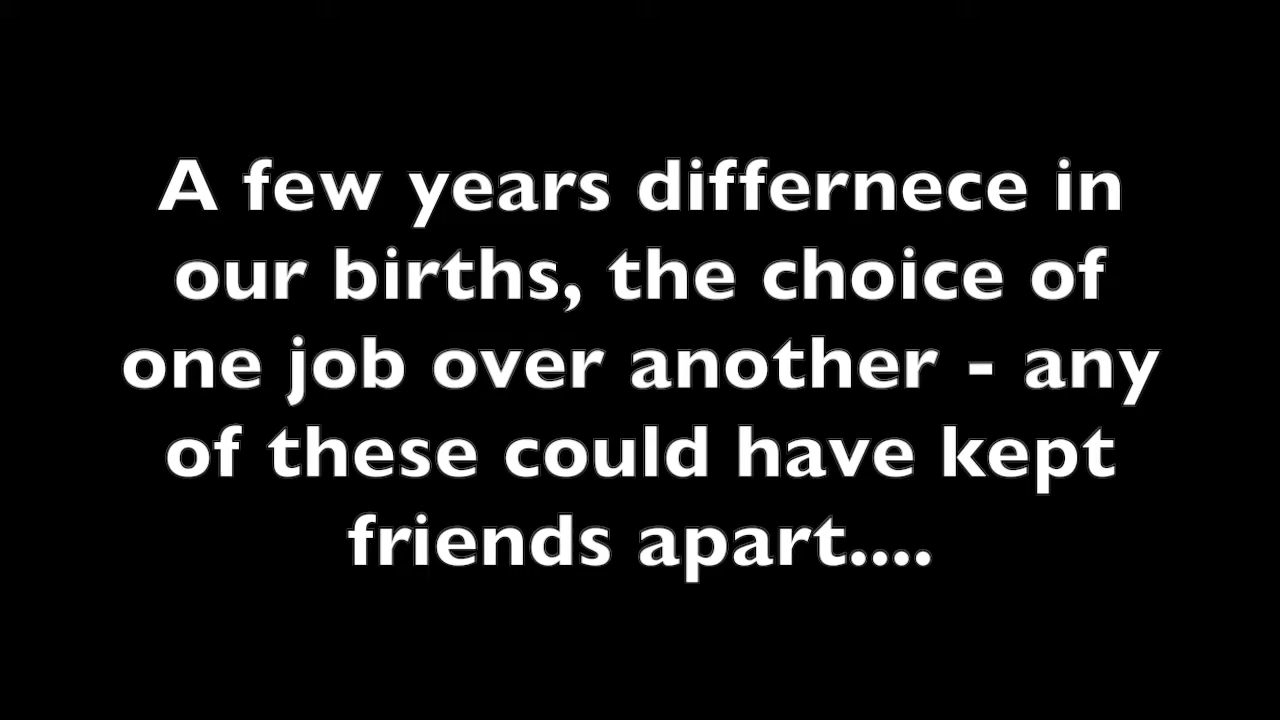 A few years differnece in
our births, the choice of
one job over another - any
of these could have kept
friends apart....